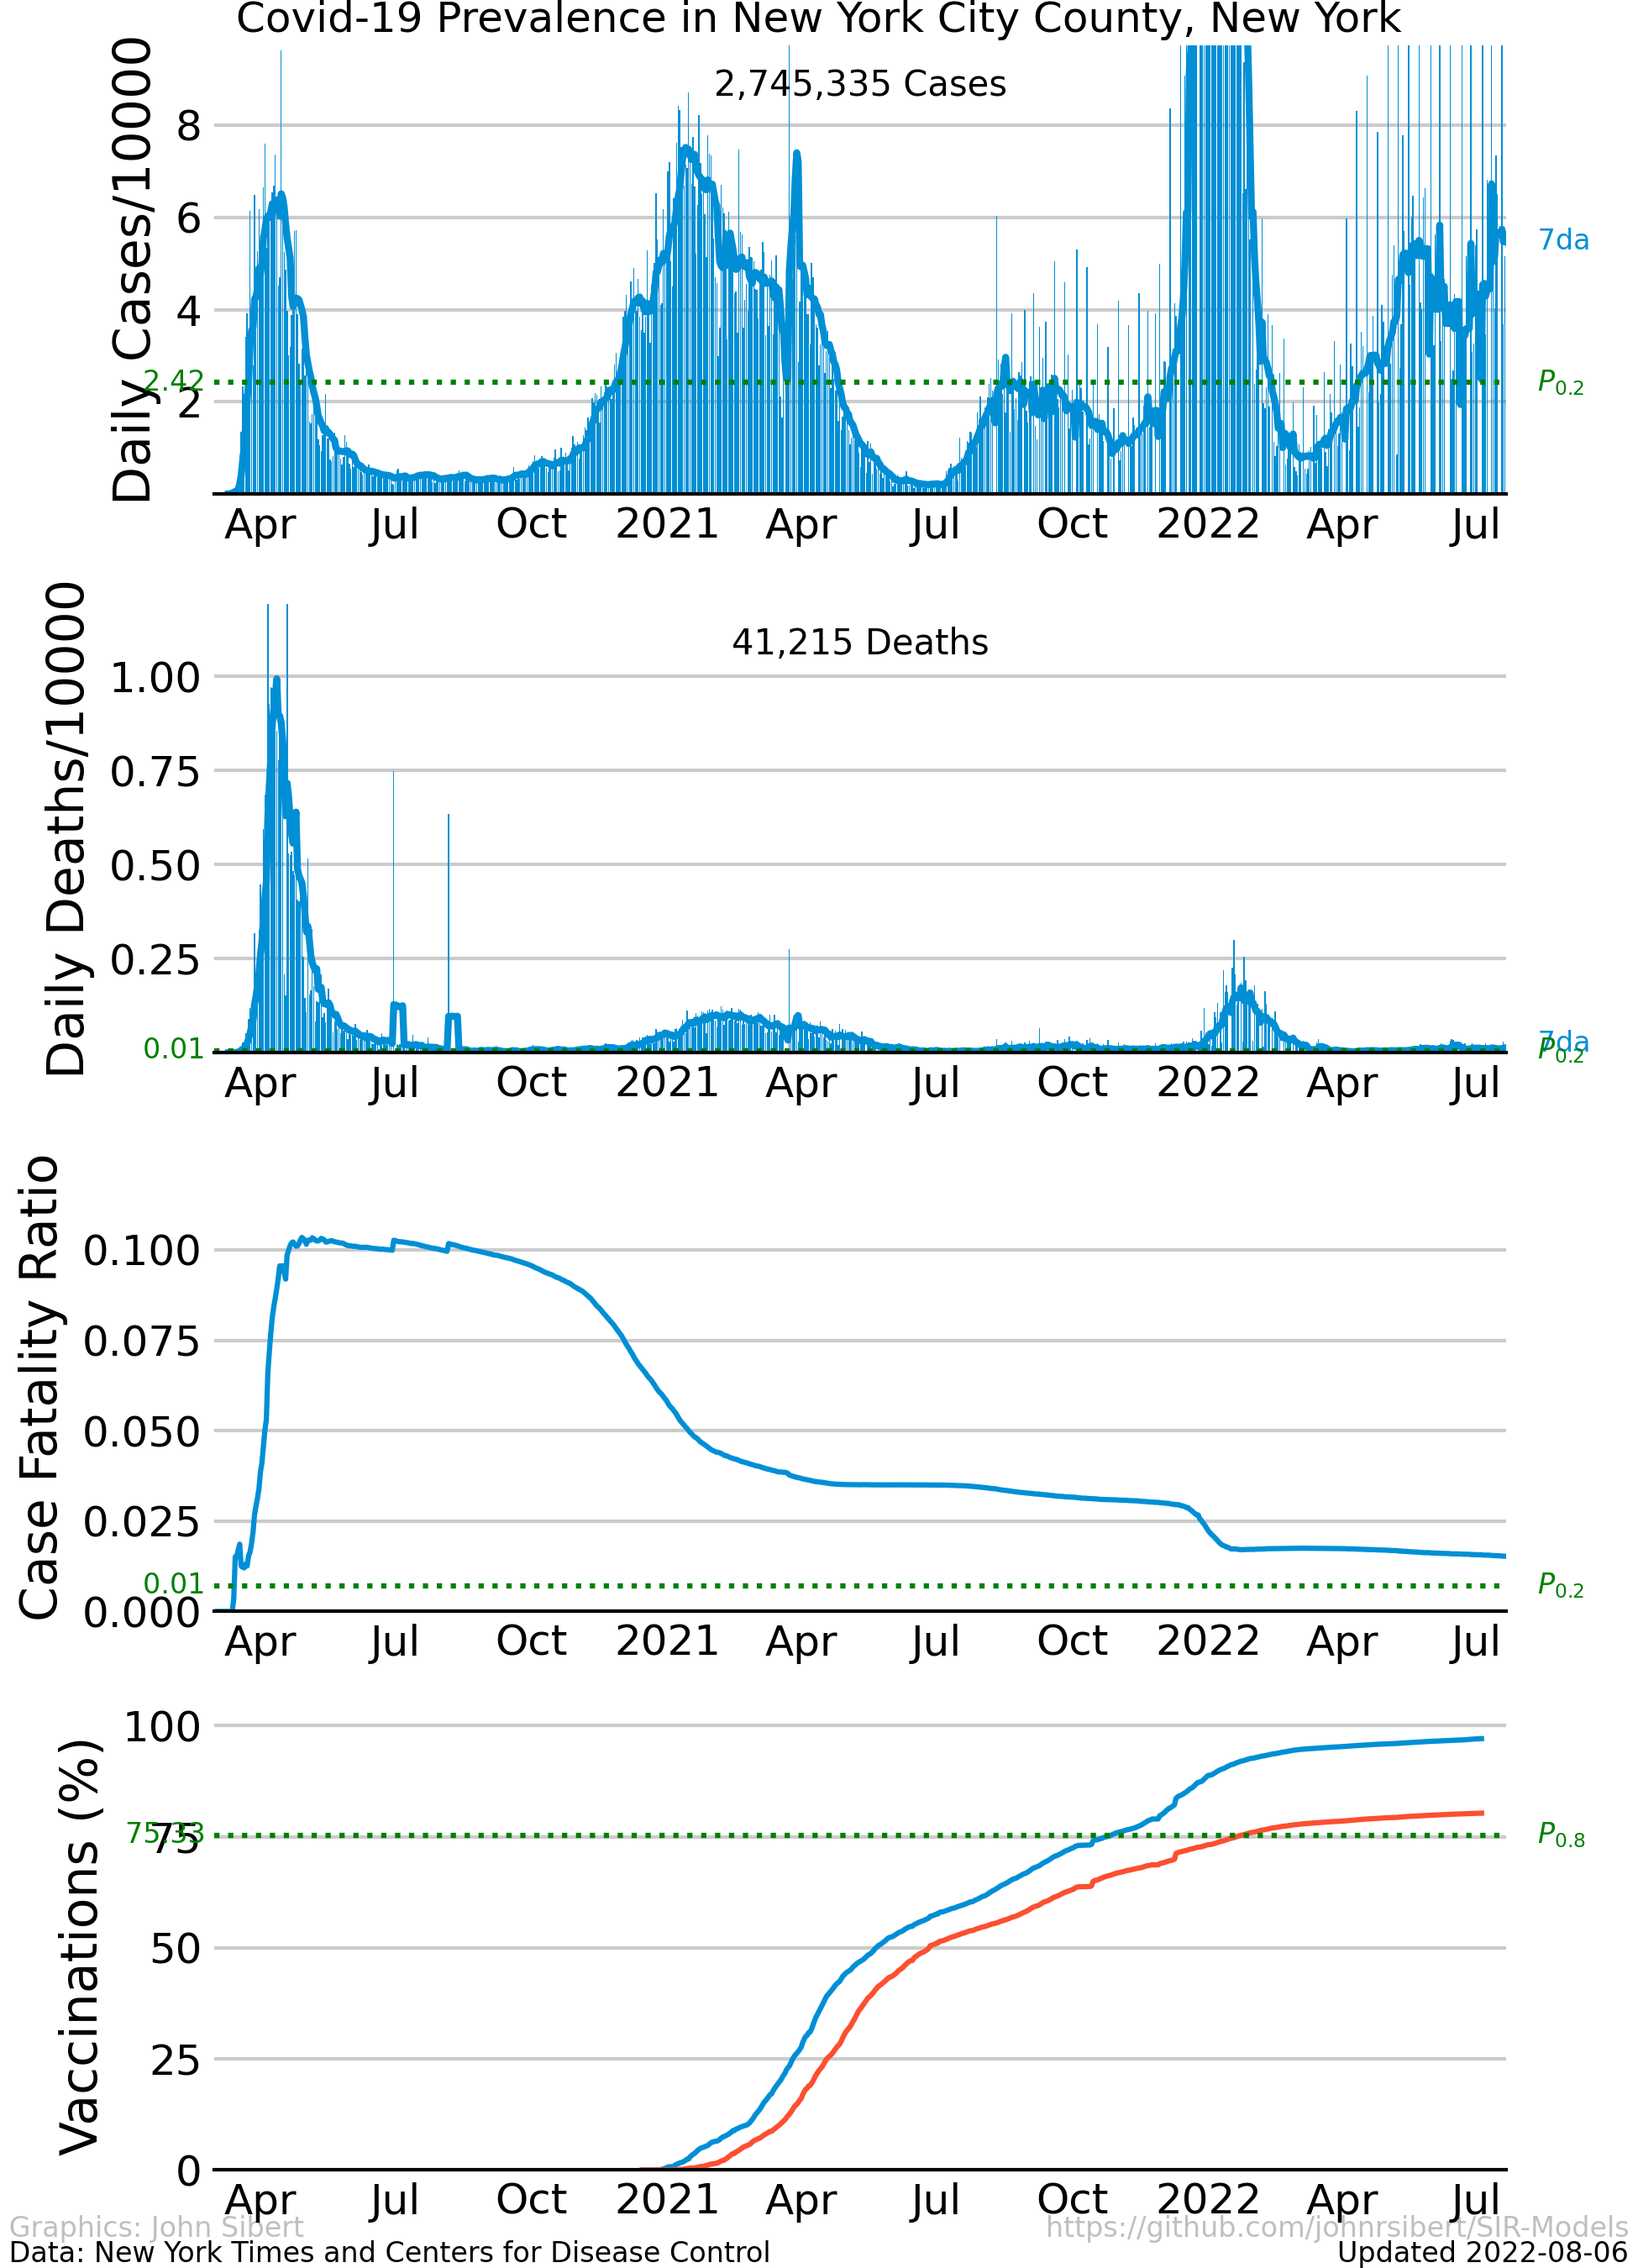 Covid-19 Prevalence in New York City County, New York
Daily Cases/10000
2,745,335 Cases
8
6
4
2
2.42
7da
P0.2
Apr Jul Oct 2021 Apr Jul Oct 2022 Apr Jul
Daily Deaths/10000
41,215 Deaths
1.00
0.75
0.50
0.25
0.01
7da
P0.2
Apr Jul Oct 2021 Apr Jul Oct 2022 Apr Jul
Case Fatality Ratio
0.100
0.075
0.050
0.025
0.01
0.000
P0.2
Apr Jul Oct 2021 Apr Jul Oct 2022 Apr Jul
Vaccinations (%)
100
75
75.33
50
25
0
P0.8
Apr Jul Oct 2021 Apr Jul Oct 2022 Apr Jul
Graphics: John Sibert
https://github.com/johnrsibert/SIR-Models
Data: New York Times and Centers for Disease Control
Updated 2022-08-06